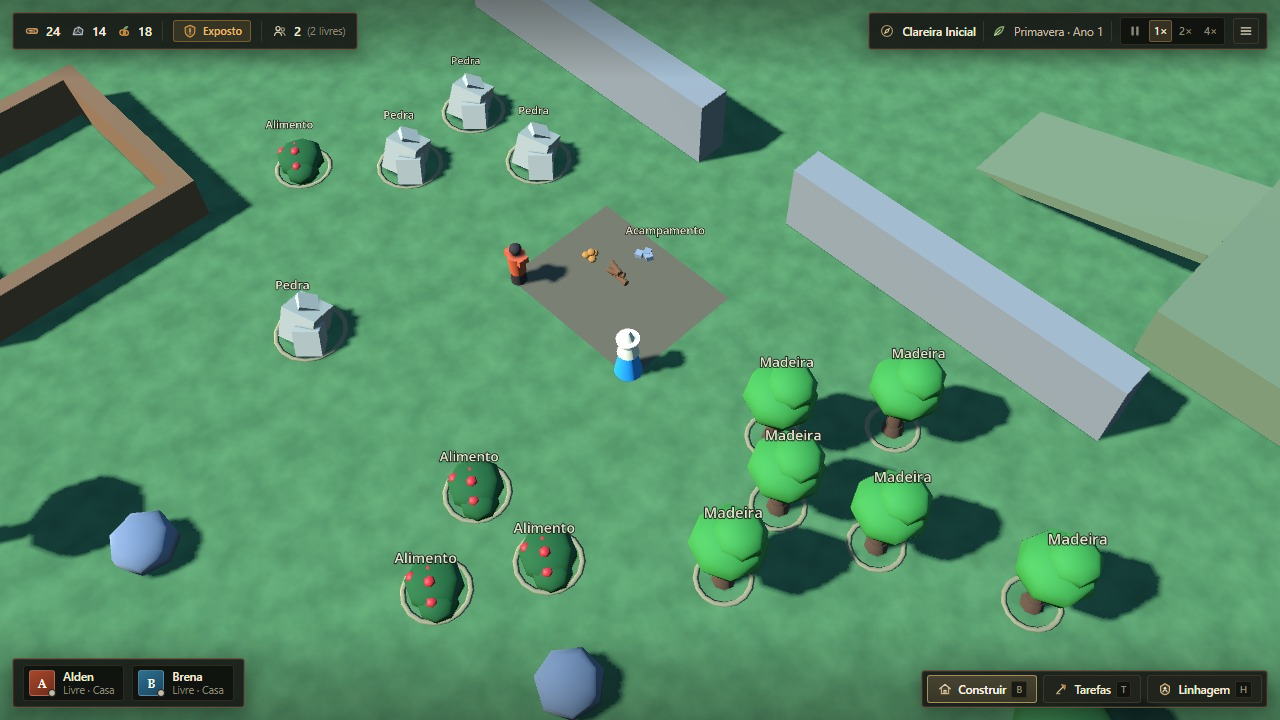 24 14 18 Exposto 2 (2 livres)
Clareira Inicial Primavera · Ano 1 1× 2× 4×
Pedra
Pedra
Pedra
Alimento
Acampamento
Pedra
Madeira
Madeira
Madeira
Alimento
Madeira
Madeira
Alimento
Madeira
Alimento
A Alden
Livre · Casa
B Brena
Livre · Casa
Construir B Tarefas T Linhagem H